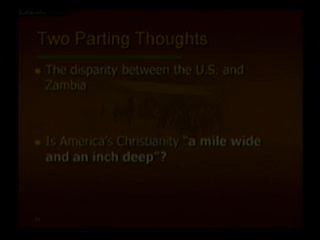 Two Parting Thoughts
The disparity between the U.S. and
Zambia
Is America's Christianity "a mile wide
and an inch deep"?